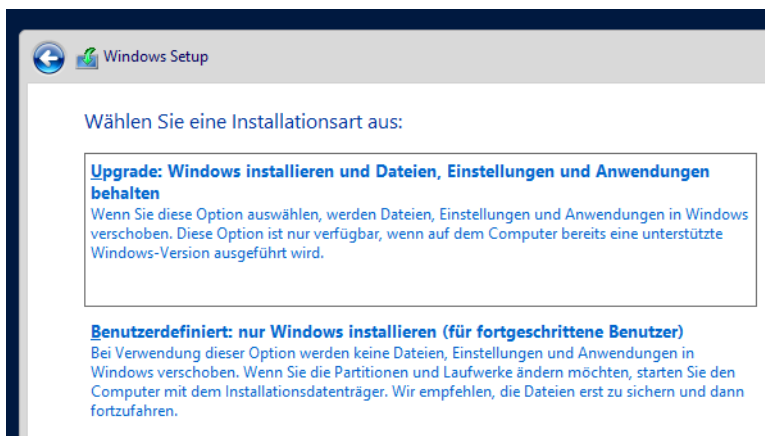 Windows Setup
Wählen Sie eine Installationsart aus:
Upgrade: Windows installieren und Dateien, Einstellungen und Anwendungen
behalten
Wenn Sie diese Option auswählen, werden Dateien, Einstellungen und Anwendungen in Windows
verschoben. Diese Option ist nur verfügbar, wenn auf dem Computer bereits eine unterstützte
Windows-Version ausgeführt wird.
Benutzerdefiniert: nur Windows installieren (für fortgeschrittene Benutzer)
Bei Verwendung dieser Option werden keine Dateien, Einstellungen und Anwendungen in
Windows verschoben. Wenn Sie die Partitionen und Laufwerke ändern möchten, starten Sie den
Computer mit dem Installationsdatenträger. Wir empfehlen, die Dateien erst zu sichern und dann
fortzufahren.